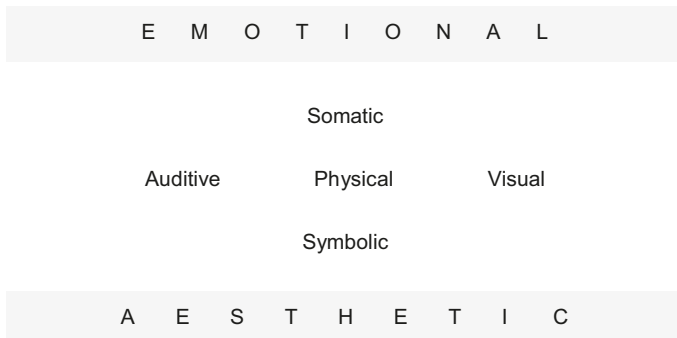 E M O T I O N A L
Somatic
Auditive Physical Visual
Symbolic
A E S T H E T I C